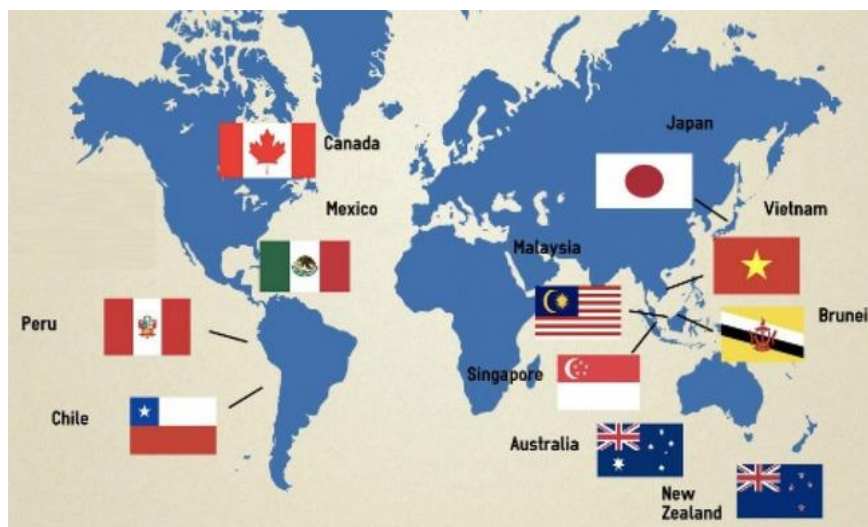 Canada
Japan
Mexico
Vietnam
Malaysia
Peru
Brunei
Singapore
Chile
Australia
New
Zealand